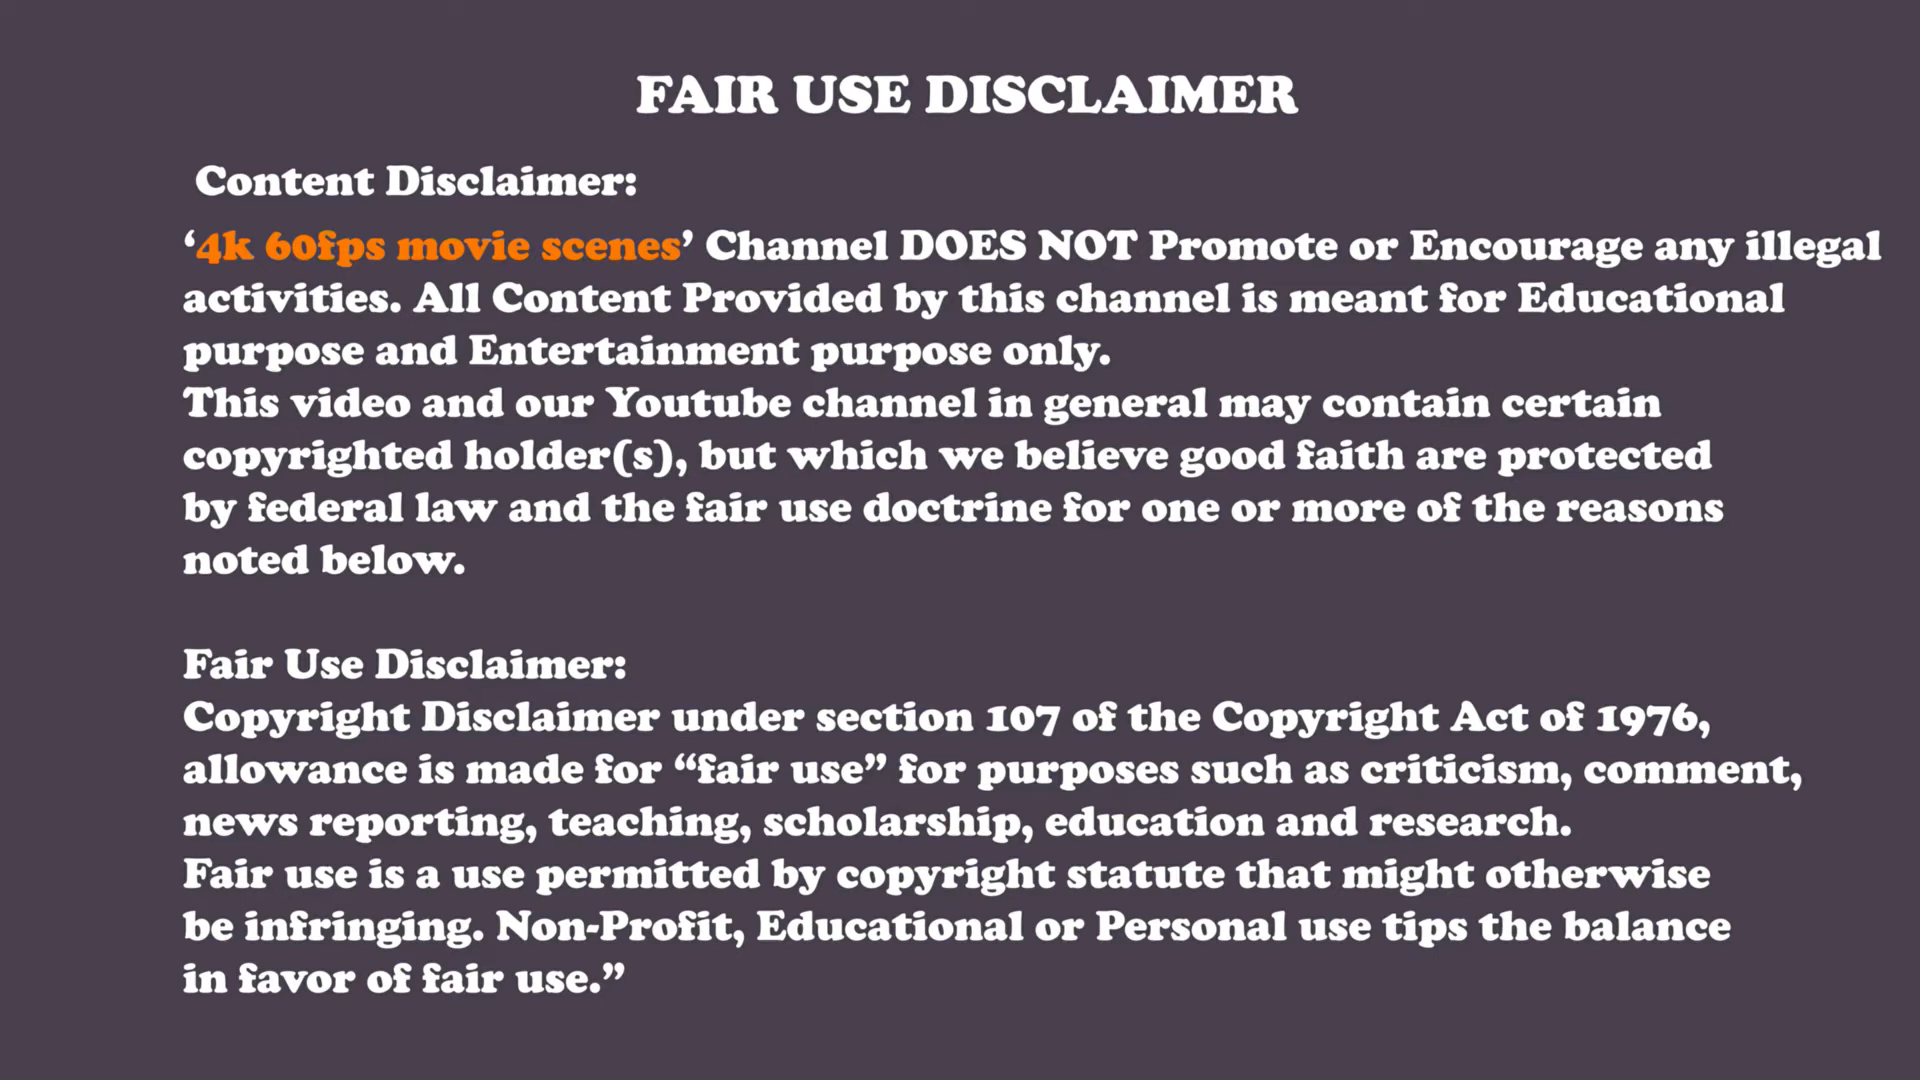 FAIR USE DISCLAIMER
Content Disclaimer:
‘4k 60fps movie scenes’ Channel DOES NOT Promote or Encourage any illegal
activities. All Content Provided by this channel is meant for Educational
purpose and Entertainment purpose only.
This video and our Youtube channel in general may contain certain
copyrighted holder(s), but which we believe good faith are protected
by federal law and the fair use doctrine for one or more of the reasons
noted below.
Fair Use Disclaimer:
Copyright Disclaimer under section 107 of the Copyright Act of 1976,
allowance is made for “fair use” for purposes such as criticism, comment,
news reporting, teaching, scholarship, education and research.
Fair use is a use permitted by copyright statute that might otherwise
be infringing. Non-Profit, Educational or Personal use tips the balance
in favor of fair use.”